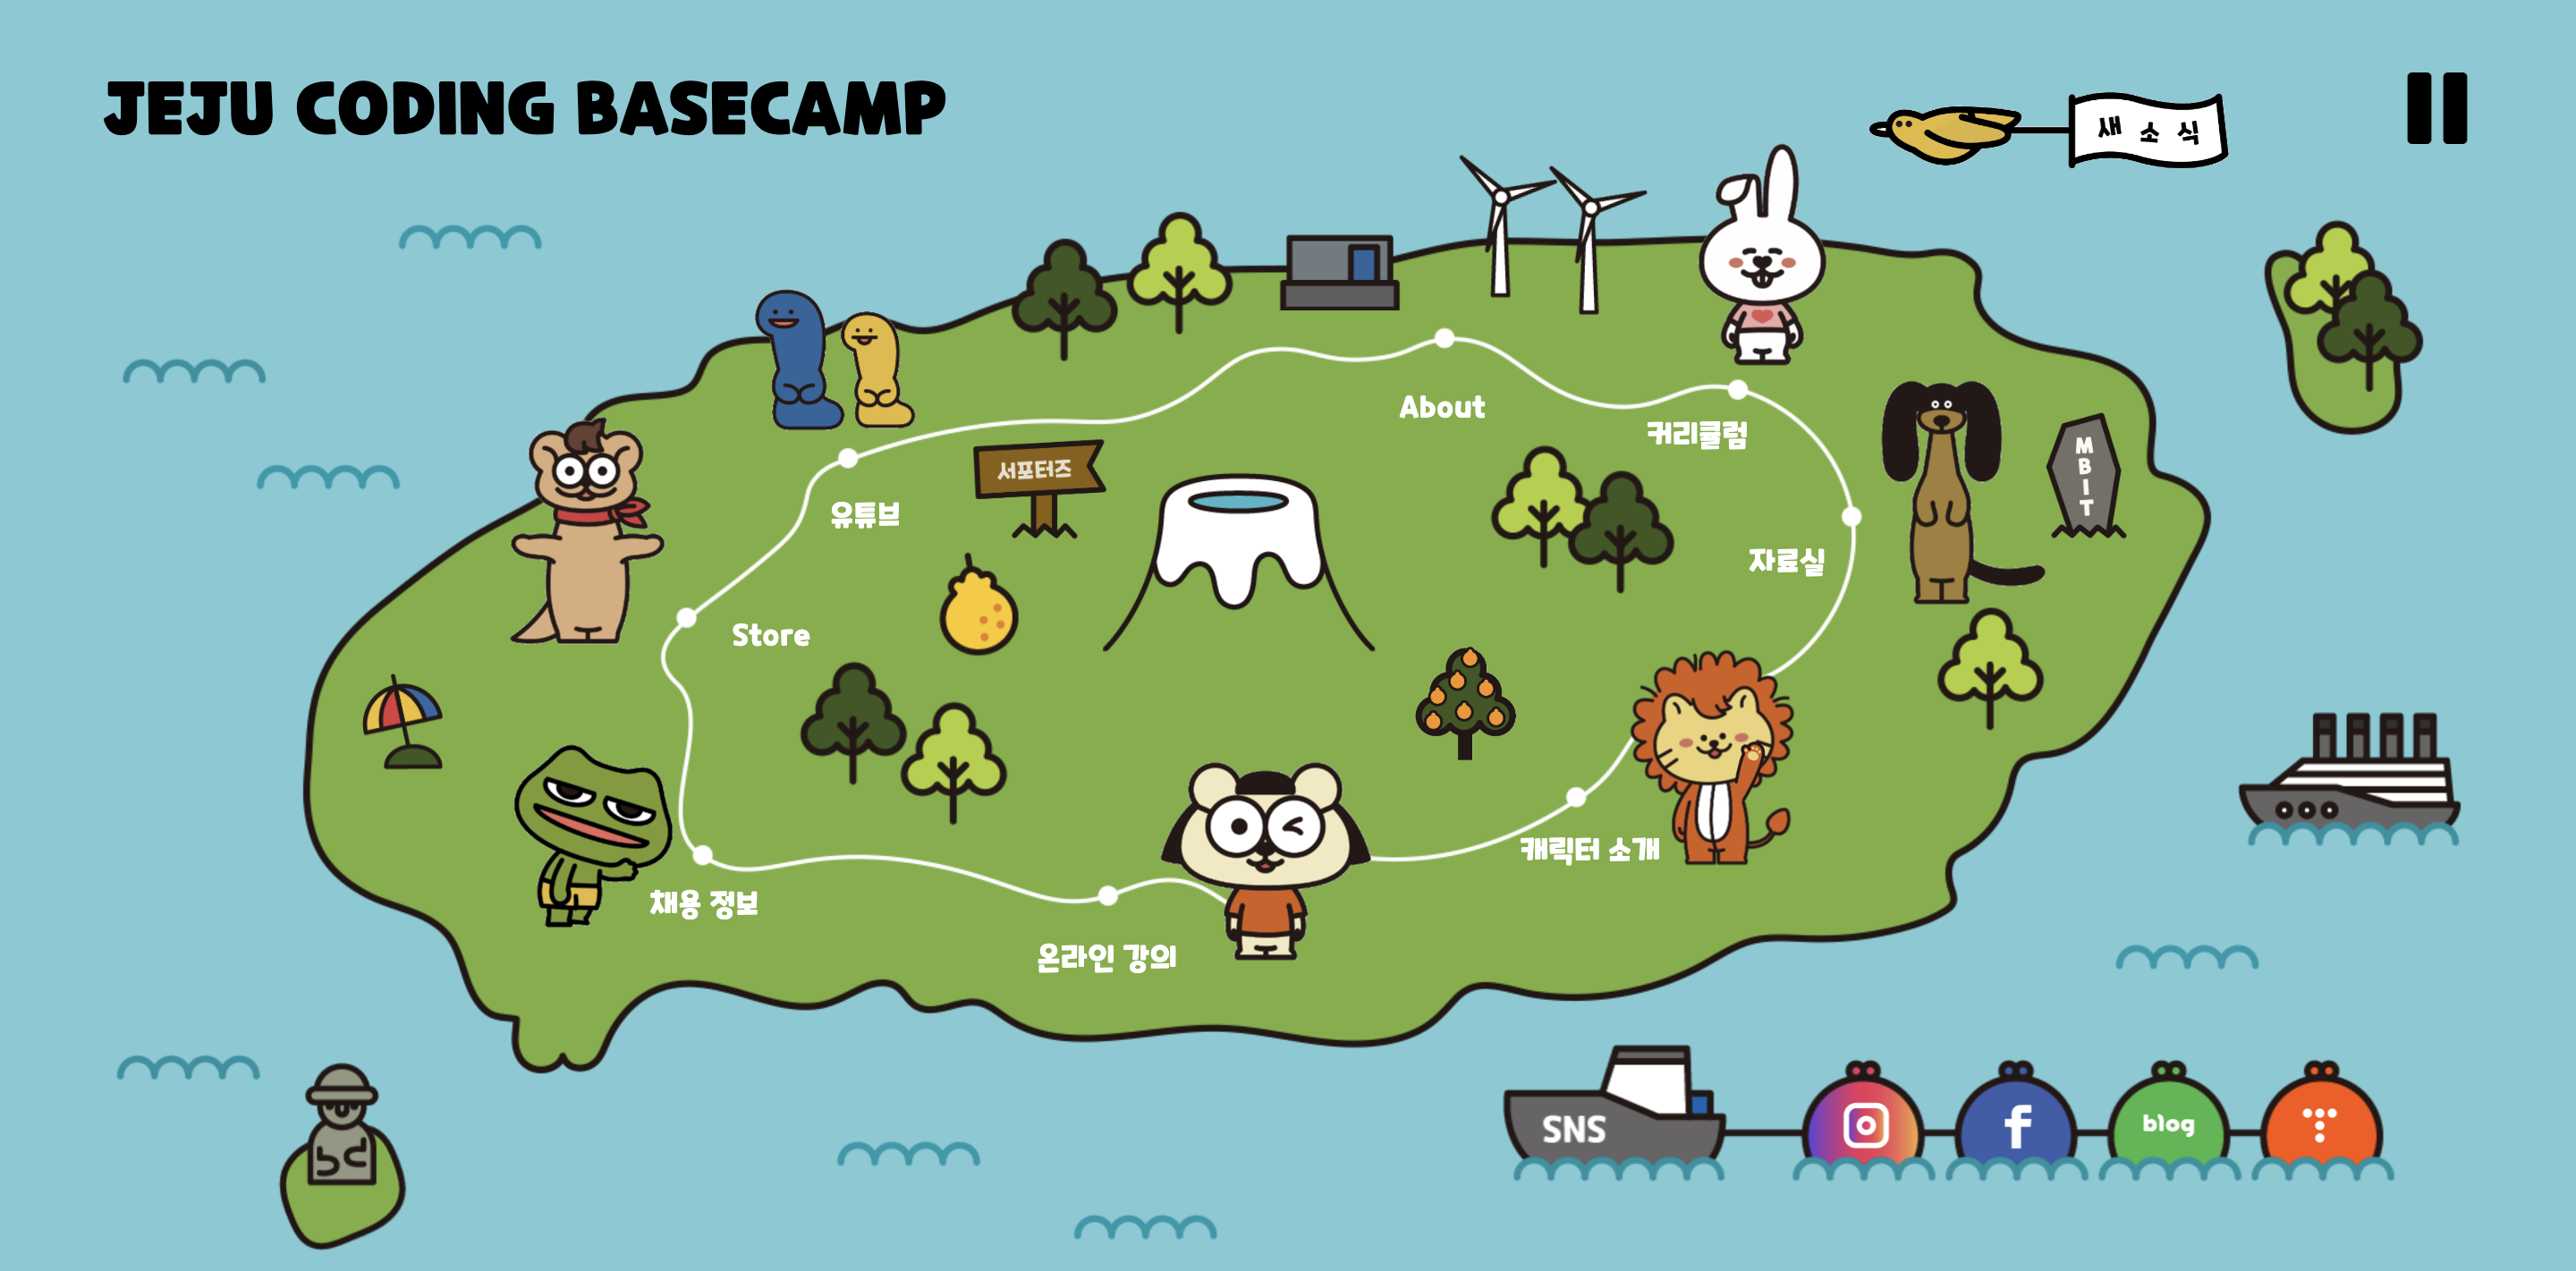 JEJU CODING BASECAMP
새 소 식
About
커리큘럼
서포터즈
유튜브
MBIT
자료실
Store
캐릭터 소개
채용 정보
온라인 강의
SNS
f
blog